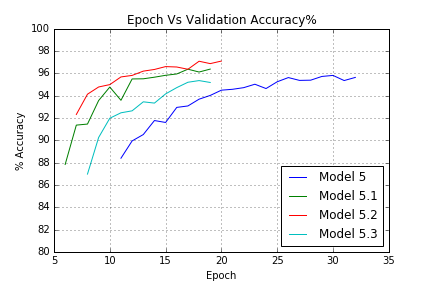 Epoch Vs Validation Accuracy%
100
98
96
94
92
90
88
86
84
82
80
% Accuracy
Model 5
Model 5.1
Model 5.2
Model 5.3
5
10
15
20
25
30
35
Epoch